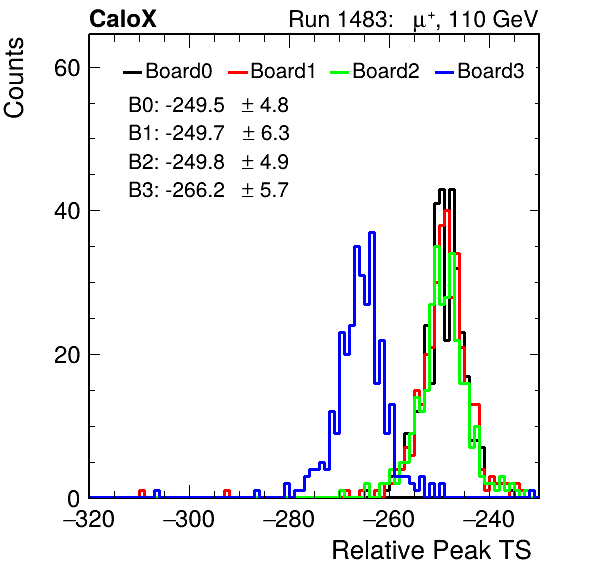 CaloX Run 1483: μ⁺, 110 GeV
Counts
60
40
20
0
Board0 Board1 Board2 Board3
B0: -249.5 ± 4.8
B1: -249.7 ± 6.3
B2: -249.8 ± 4.9
B3: -266.2 ± 5.7
−320 −300 −280 −260 −240
Relative Peak TS